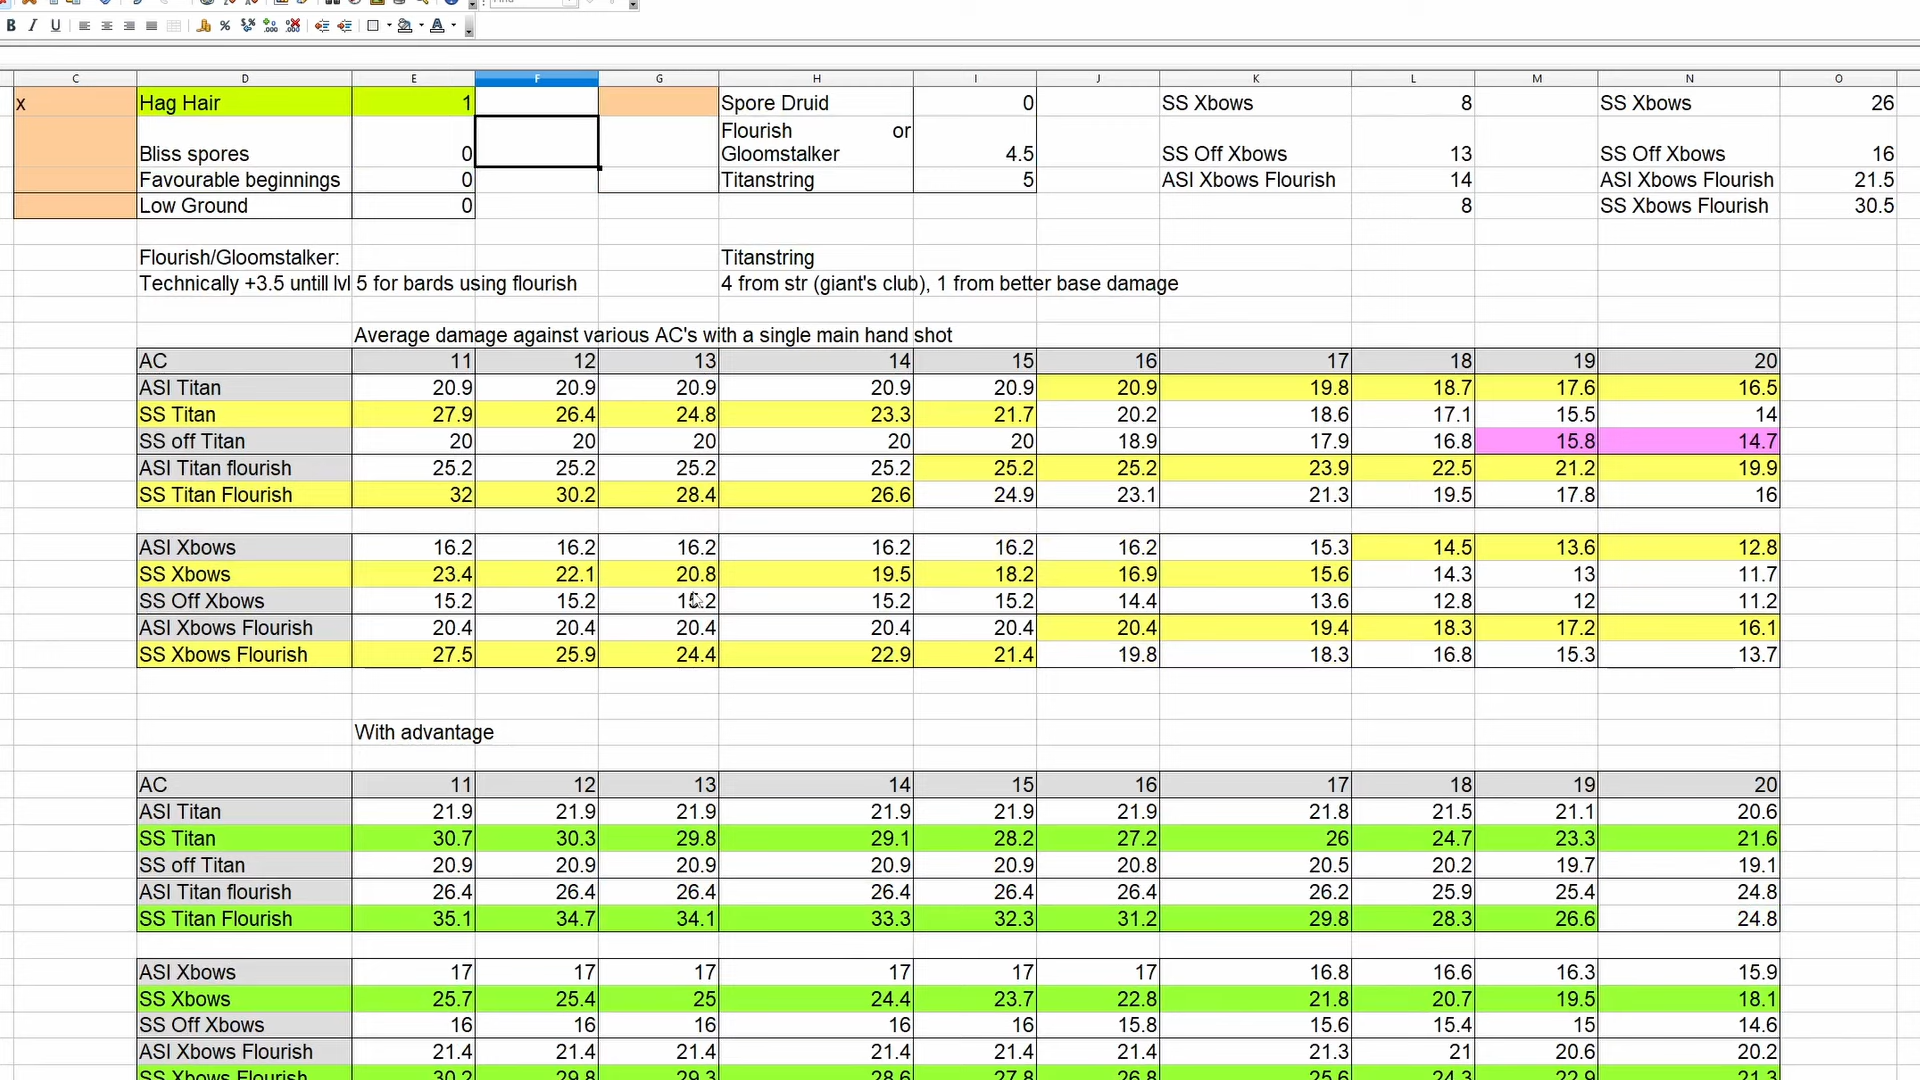 C D E F G H I J K L M N O
x Hag Hair 1 Spore Druid 0 SS Xbows 8 SS Xbows 26
Flourish or
Bliss spores 0 Gloomstalker 4.5 SS Off Xbows 13 SS Off Xbows 16
Favourable beginnings 0 Titanstring 5 ASI Xbows Flourish 14 ASI Xbows Flourish 21.5
Low Ground 0 8 SS Xbows Flourish 30.5
Flourish/Gloomstalker: Titanstring
Technically +3.5 untill lvl 5 for bards using flourish 4 from str (giant's club), 1 from better base damage
Average damage against various AC's with a single main hand shot
AC 11 12 13 14 15 16 17 18 19 20
ASI Titan 20.9 20.9 20.9 20.9 20.9 20.9 19.8 18.7 17.6 16.5
SS Titan 27.9 26.4 24.8 23.3 21.7 20.2 18.6 17.1 15.5 14
SS off Titan 20 20 20 20 20 18.9 17.9 16.8 15.8 14.7
ASI Titan flourish 25.2 25.2 25.2 25.2 25.2 25.2 23.9 22.5 21.2 19.9
SS Titan Flourish 32 30.2 28.4 26.6 24.9 23.1 21.3 19.5 17.8 16
ASI Xbows 16.2 16.2 16.2 16.2 16.2 16.2 15.3 14.5 13.6 12.8
SS Xbows 23.4 22.1 20.8 19.5 18.2 16.9 15.6 14.3 13 11.7
SS Off Xbows 15.2 15.2 15.2 15.2 15.2 14.4 13.6 12.8 12 11.2
ASI Xbows Flourish 20.4 20.4 20.4 20.4 20.4 20.4 19.4 18.3 17.2 16.1
SS Xbows Flourish 27.5 25.9 24.4 22.9 21.4 19.8 18.3 16.8 15.3 13.7
With advantage
AC 11 12 13 14 15 16 17 18 19 20
ASI Titan 21.9 21.9 21.9 21.9 21.9 21.9 21.8 21.5 21.1 20.6
SS Titan 30.7 30.3 29.8 29.1 28.2 27.2 26 24.7 23.3 21.6
SS off Titan 20.9 20.9 20.9 20.9 20.9 20.8 20.5 20.2 19.7 19.1
ASI Titan flourish 26.4 26.4 26.4 26.4 26.4 26.4 26.2 25.9 25.4 24.8
SS Titan Flourish 35.1 34.7 34.1 33.3 32.3 31.2 29.8 28.3 26.6 24.8
ASI Xbows 17 17 17 17 17 17 16.8 16.6 16.3 15.9
SS Xbows 25.7 25.4 25 24.4 23.7 22.8 21.8 20.7 19.5 18.1
SS Off Xbows 16 16 16 16 16 15.8 15.6 15.4 15 14.6
ASI Xbows Flourish 21.4 21.4 21.4 21.4 21.4 21.4 21.3 21 20.6 20.2
SS Xbows Flourish 30.2 29.8 29.3 28.6 27.8 26.8 25.6 24.3 22.9 21.3